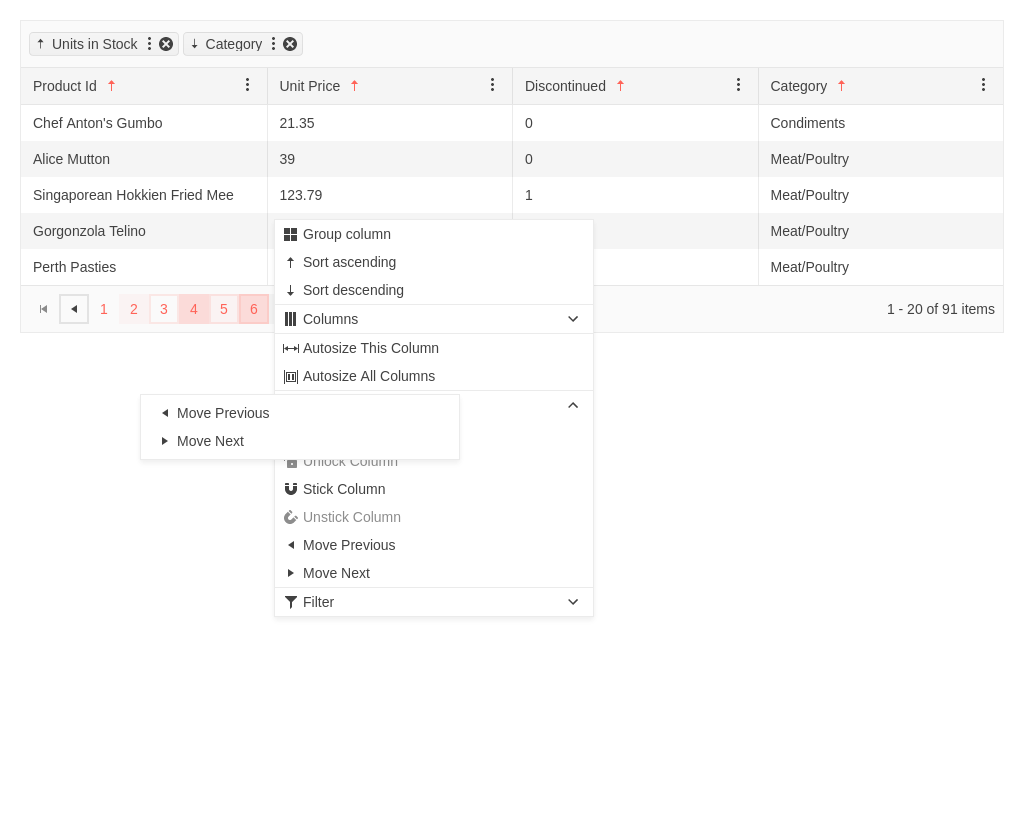 Units in Stock Category
Product Id Unit Price Discontinued Category
Chef Anton's Gumbo 21.35 0 Condiments
Alice Mutton 39 0 Meat/Poultry
Singaporean Hokkien Fried Mee 123.79 1 Meat/Poultry
Gorgonzola Telino Meat/Poultry
Perth Pasties Meat/Poultry
1 2 3 4 5 6 1 - 20 of 91 items
Group column
Sort ascending
Sort descending
Columns
Autosize This Column
Autosize All Columns
Move Previous
Move Next
Unlock Column
Stick Column
Unstick Column
Move Previous
Move Next
Filter